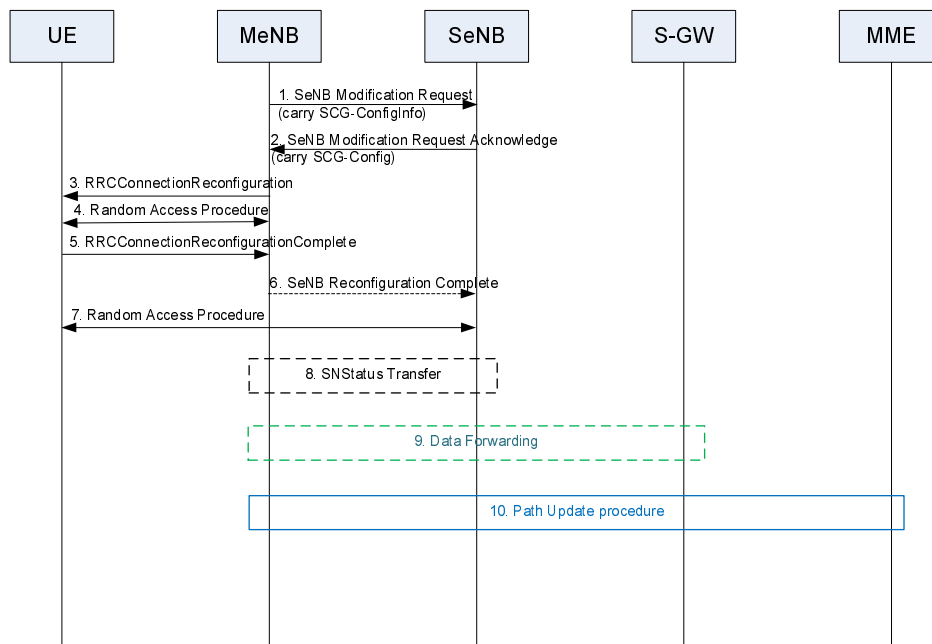 UE
MeNB
SeNB
S-GW
MME
1. SeNB Modification Request
(carry SCG-ConfigInfo)
2. SeNB Modification Request Acknowledge
(carry SCG-Config)
3. RRCConnectionReconfiguration
4. Random Access Procedure
5. RRCConnectionReconfigurationComplete
6. SeNB Reconfiguration Complete
7. Random Access Procedure
8. SNStatus Transfer
9. Data Forwarding
10. Path Update procedure